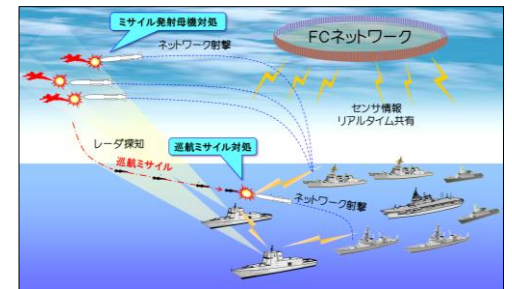 ミサイル発射母機対処
ネットワーク射撃
FCネットワーク
センサ情報
リアルタイム共有
レーダ探知
巡航ミサイル対処
巡航ミサイル
ネットワーク射撃